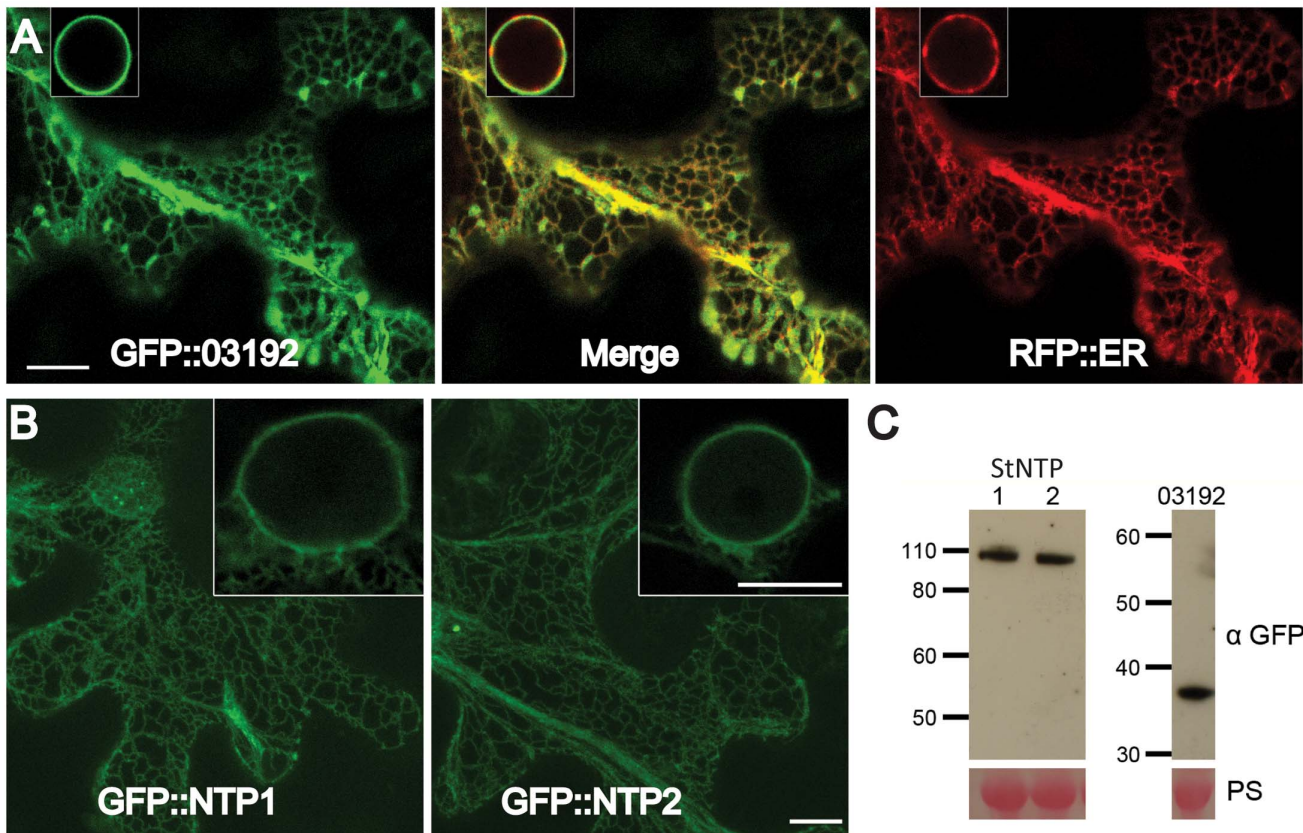 A
GFP::03192
Merge
RFP::ER
B
GFP::NTP1
GFP::NTP2
C
StNTP
1 2
03192
110
80
60
50
60
50
40
30
α GFP
PS